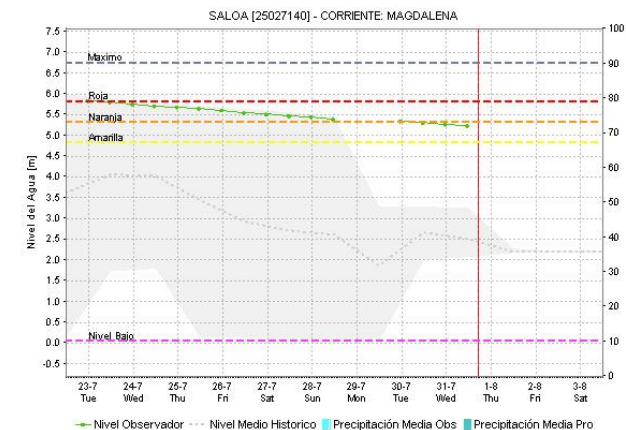 SALOA [25027140] - CORRIENTE: MAGDALENA
Nivel del Agua [m]
7.5
7.0
6.5
6.0
5.5
5.0
4.5
4.0
3.5
3.0
2.5
2.0
1.5
1.0
0.5
0.0
-0.5
Maximo
Roja
Naranja
Amarilla
Nivel Bajo
100
90
80
70
60
50
40
30
20
10
0
23-7 24-7 25-7 26-7 27-7 28-7 29-7 30-7 31-7 1-8 2-8 3-8
Tue Wed Thu Fri Sat Sun Mon Tue Wed Thu Fri Sat
Nivel Observador Nivel Medio Historico Precipitación Media Obs Precipitación Media Pro